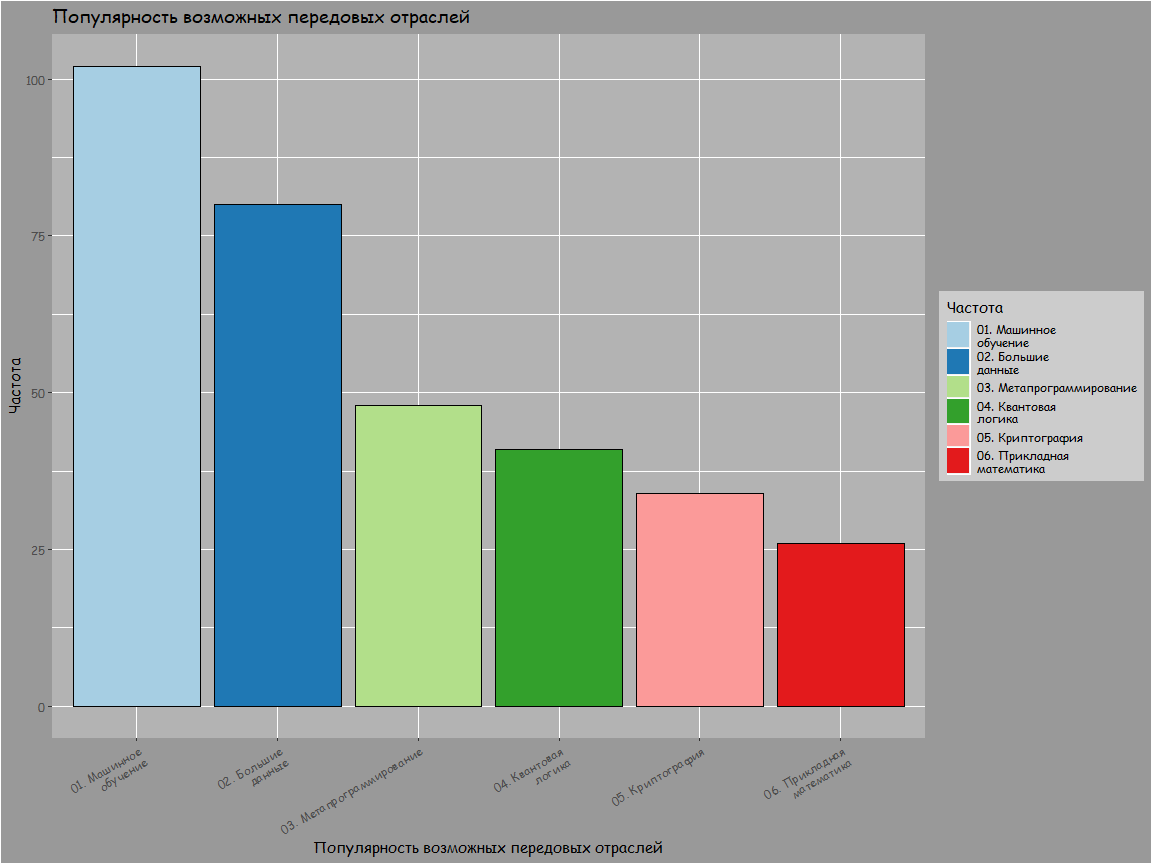 Популярность возможных передовых отраслей
Частота
100
75
50
25
0
01. Машинное
обучение
02. Большие
данные
03. Метапрограммирование
04. Квантовая
логика
05. Криптография
06. Прикладная
математика
Популярность возможных передовых отраслей
Частота
01. Машинное
обучение
02. Большие
данные
03. Метапрограммирование
04. Квантовая
логика
05. Криптография
06. Прикладная
математика